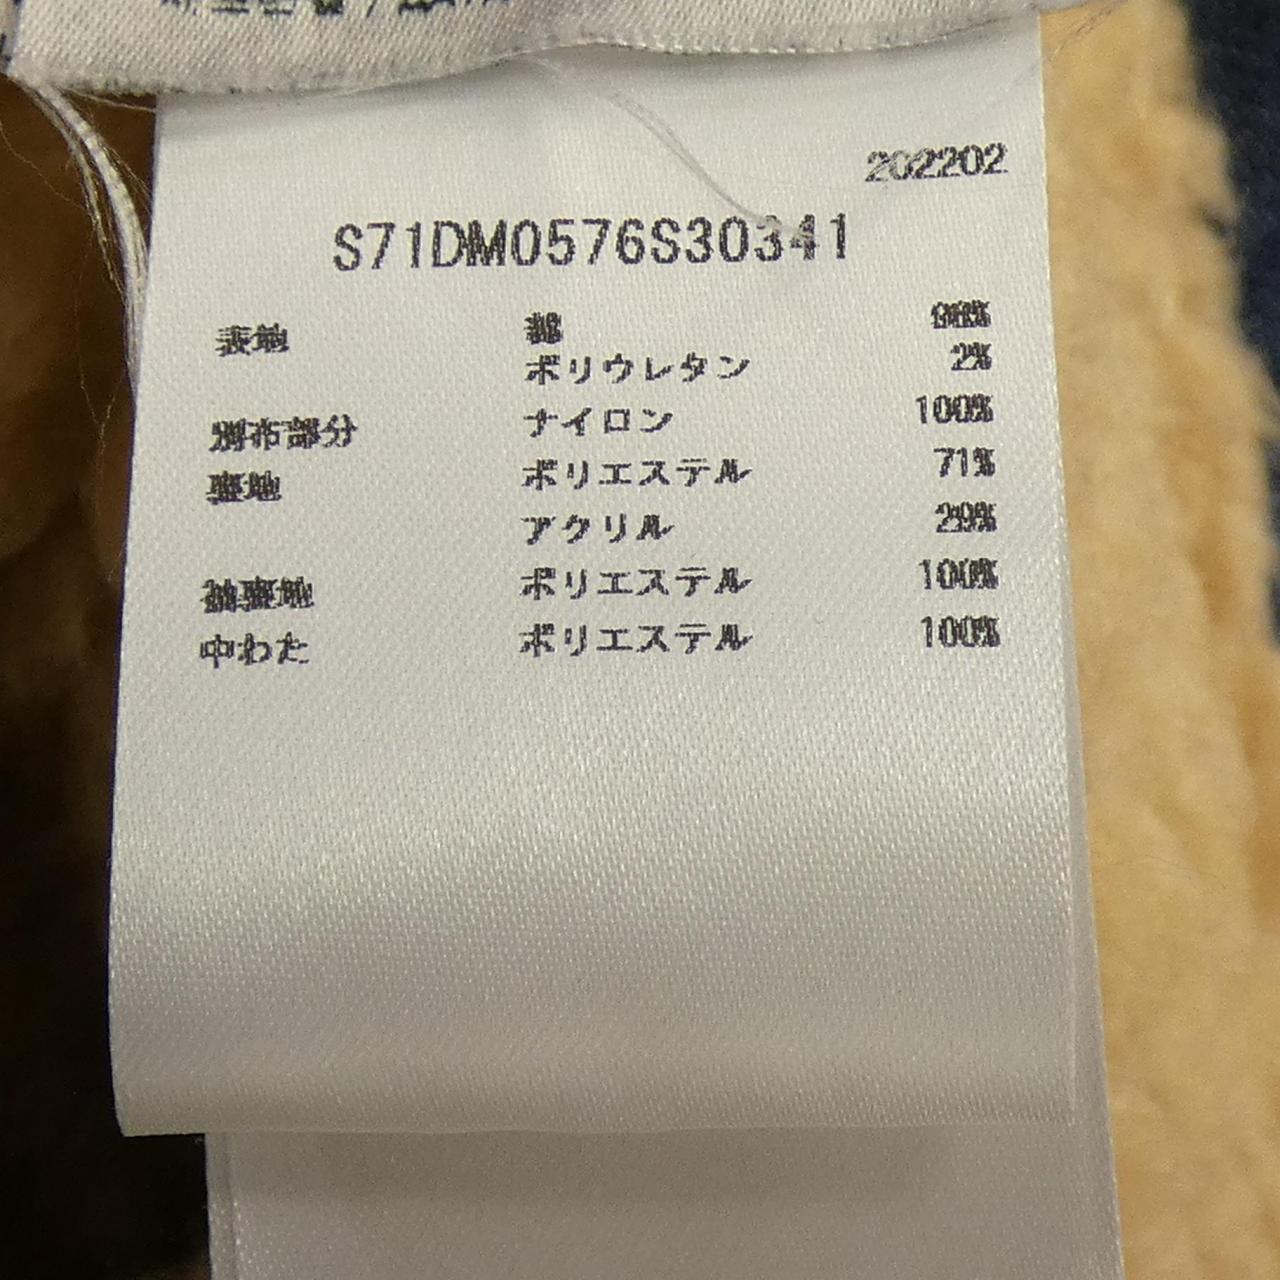 202202
S71DM0576S30341
表地 綿 98%
ポリウレタン 2%
別布部分 ナイロン 100%
裏地 ポリエステル 71%
アクリル 29%
袖裏地 ポリエステル 100%
中わた ポリエステル 100%